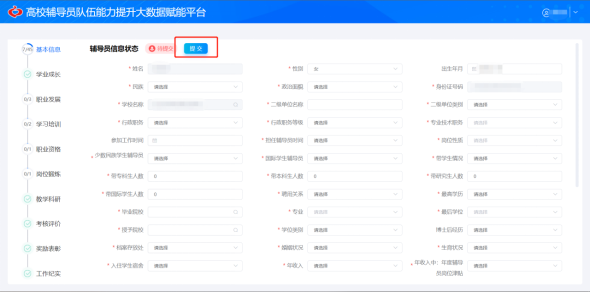 高校辅导员队伍能力提升大数据赋能平台
基本信息
辅导员信息状态 待提交 提交
* 姓名 * 性别 出生年月
学业成长
* 民族 请选择 * 政治面貌 请选择 * 身份证号码
0/3 职业发展
* 学校名称 * 二级单位名称 * 二级单位类别 请选择
0/2 学习培训
* 行政职务 请选择 * 行政职务等级 请选择 * 专业技术职务 请选择
参加工作时间 * 担任辅导员时间 * 岗位性质 请选择
0/1 职业资格
* 少数民族学生辅导员 请选择 * 国际学生辅导员 请选择 * 带学生情况 请选择
0/1 岗位锻炼
* 带专科生人数 0 * 带本科生人数 0 * 带研究生人数 0
教学科研
* 带国际学生人数 0 * 聘用关系 请选择 * 最高学历 请选择
* 毕业院校 * 专业 请选择 * 最高学位 请选择
考核评价
* 授予院校 * 学位类别 请选择 博士后经历 请选择
奖励表彰
* 档案存放处 请选择 * 婚姻状况 请选择 * 生育状况 请选择
工作纪实
* 入住学生宿舍 请选择 * 年收入 请选择 * 年收入中:年度辅导员岗位津贴 请选择